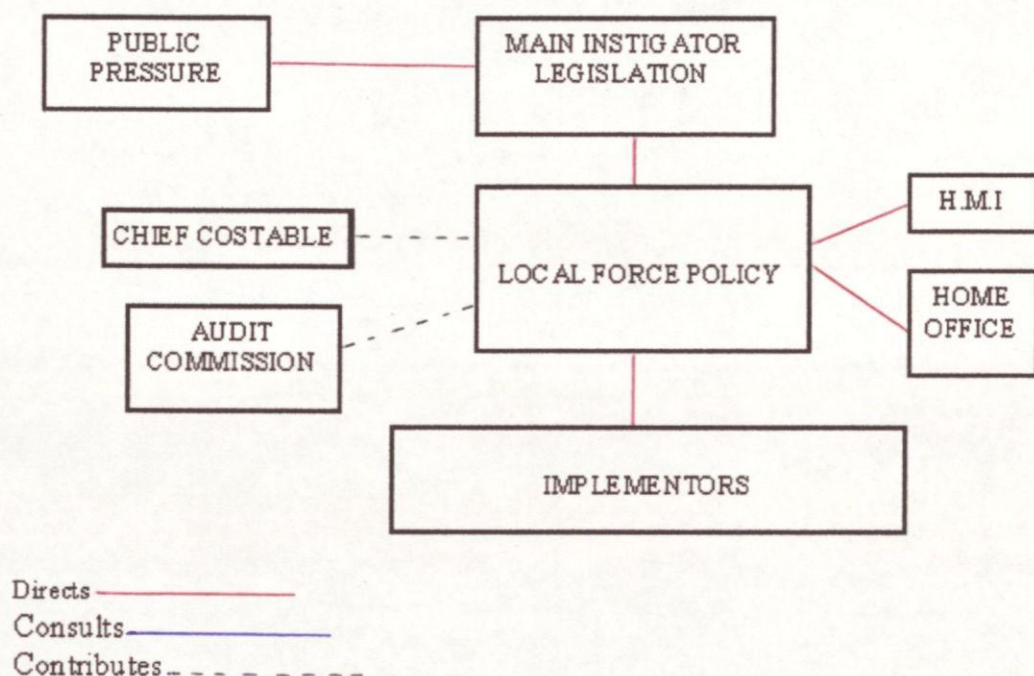 PUBLIC
PRESSURE
MAIN INSTIGATOR
LEGISLATION
H.M.I
CHIEF COSTABLE
LOCAL FORCE POLICY
HOME
OFFICE
AUDIT
COMMISSION
IMPLEMENTORS
Directs
Consults
Contributes